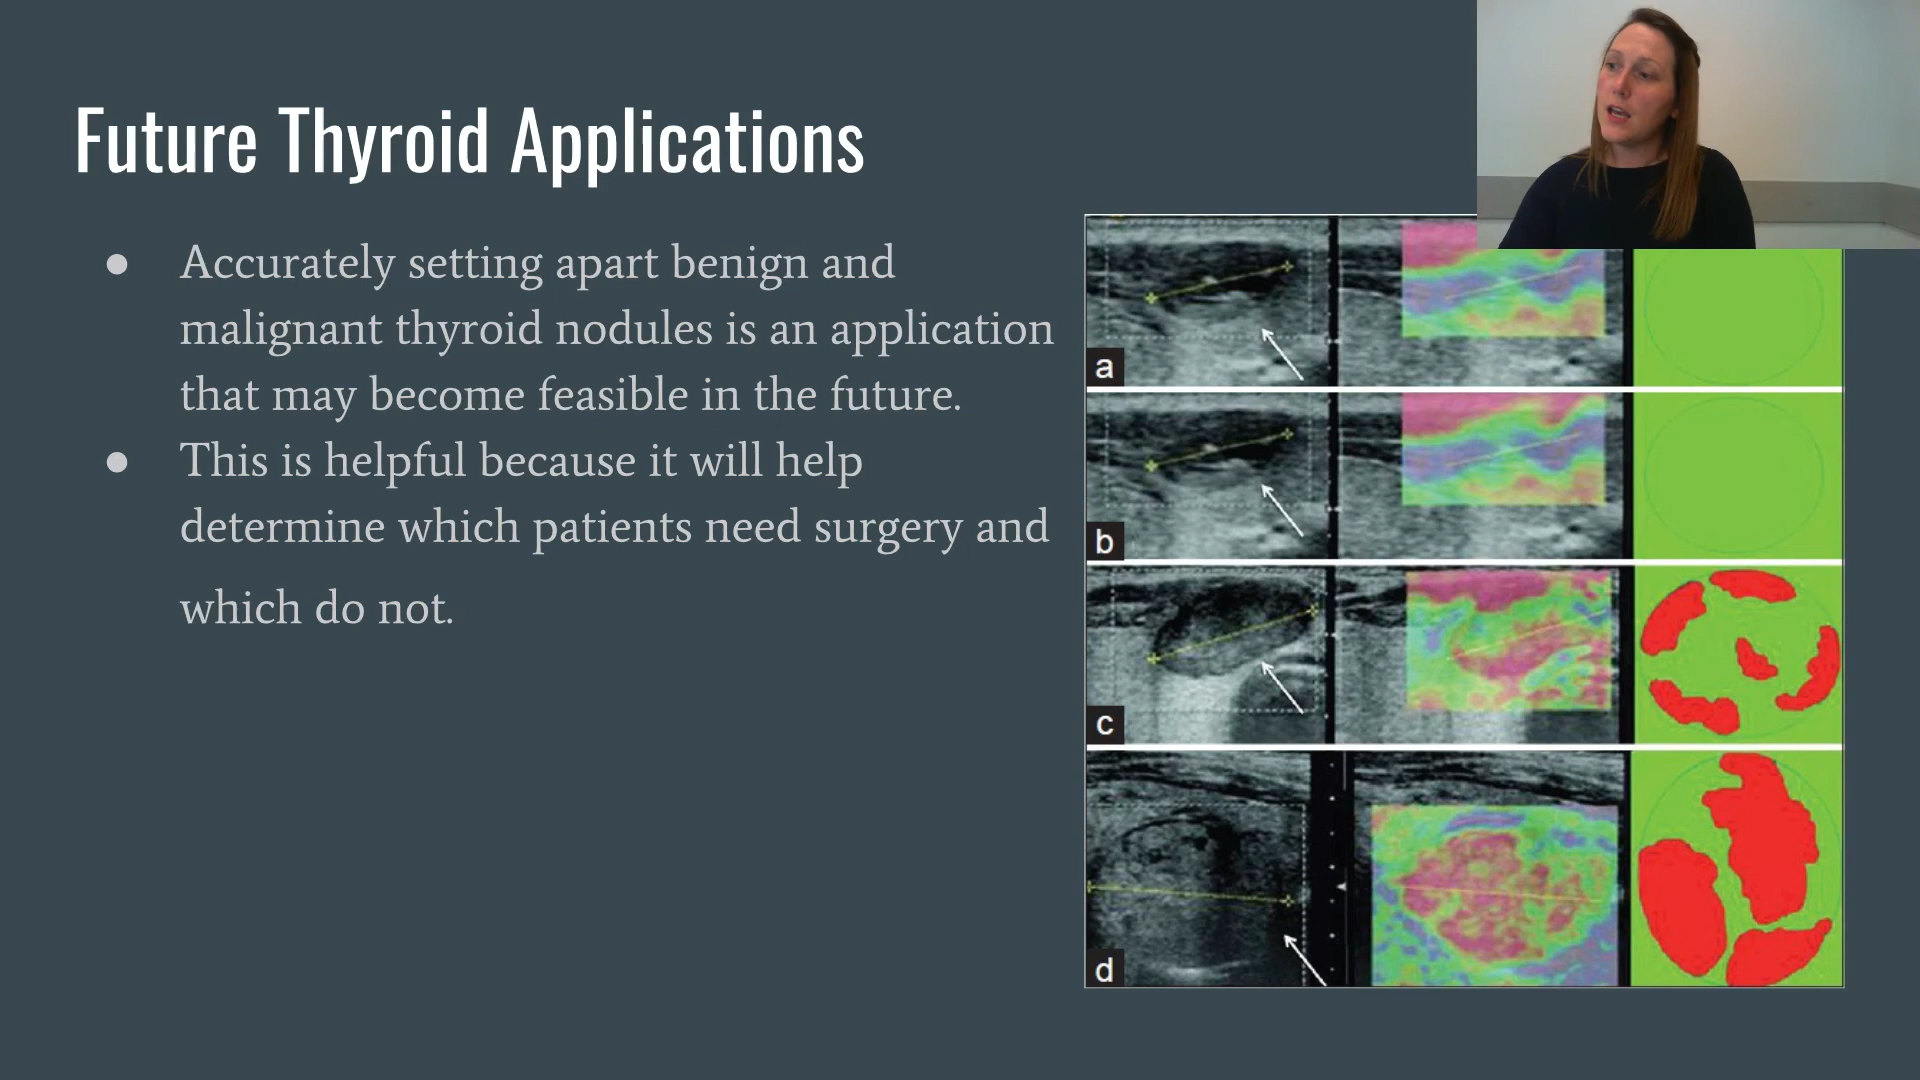 Future Thyroid Applications
● Accurately setting apart benign and
malignant thyroid nodules is an application
that may become feasible in the future.
● This is helpful because it will help
determine which patients need surgery and
which do not.
a
b
c
d